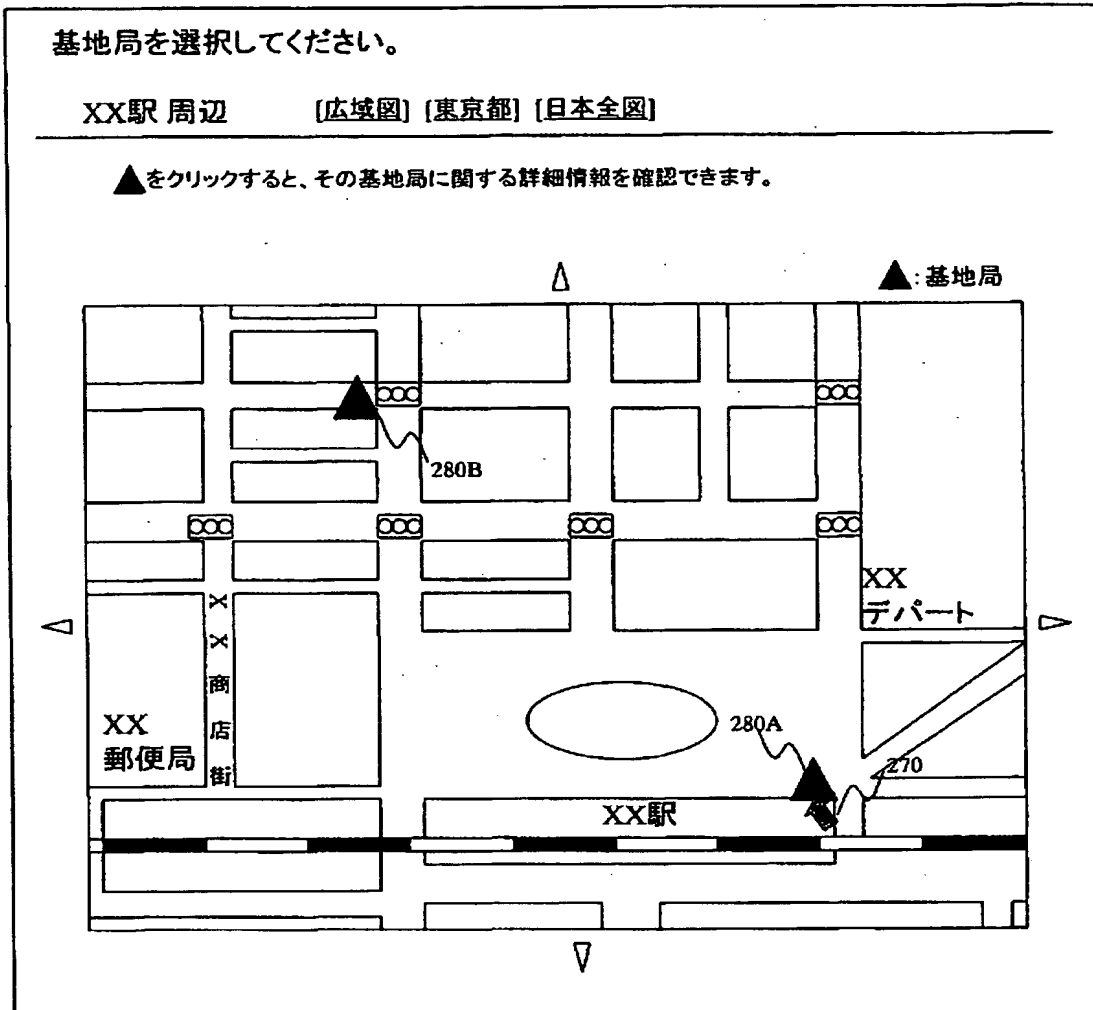 基地局を選択してください。
XX駅 周辺 [広域図] [東京都] [日本全図]
▲をクリックすると、その基地局に関する詳細情報を確認できます。
▲:基地局
280B
XX
デパート
XX商店街
XX
郵便局
280A
270
XX駅